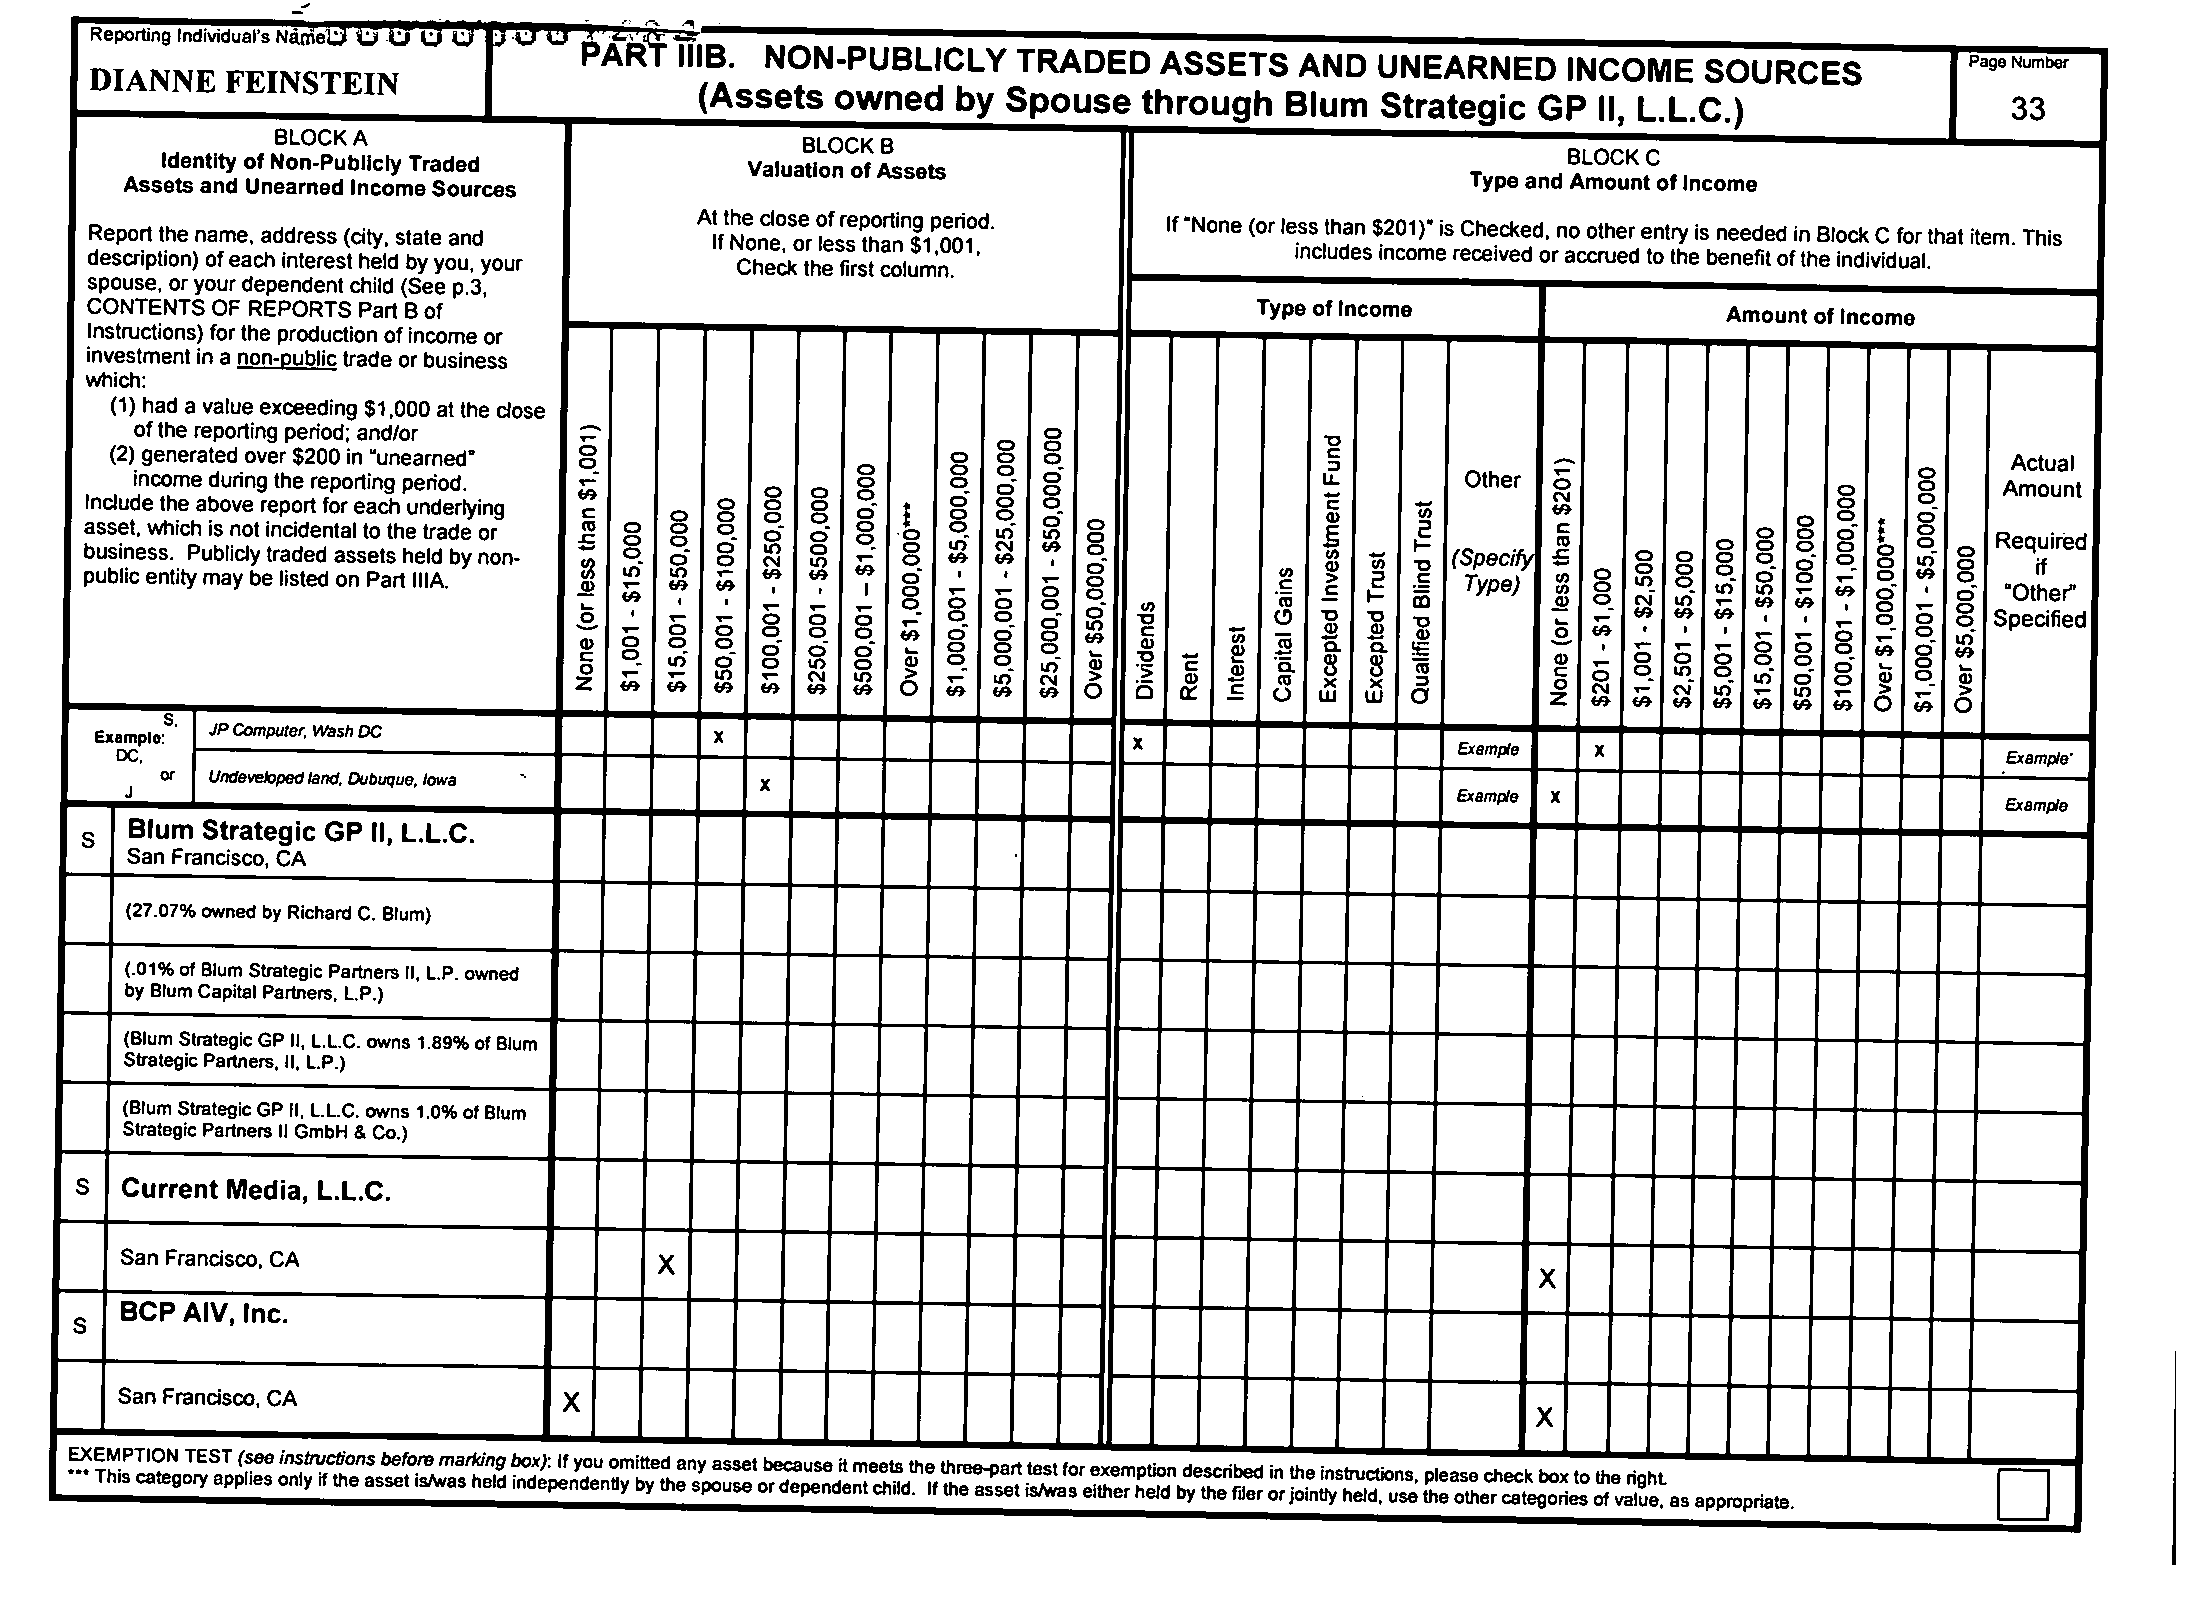 Reporting Individual's Name
DIANNE FEINSTEIN
PART IIIB. NON-PUBLICLY TRADED ASSETS AND UNEARNED INCOME SOURCES
(Assets owned by Spouse through Blum Strategic GP II, L.L.C.)
Page Number
33
BLOCK A
Identity of Non-Publicly Traded
Assets and Unearned Income Sources
Report the name, address (city, state and
description) of each interest held by you, your
spouse, or your dependent child (See p.3,
CONTENTS OF REPORTS Part B of
Instructions) for the production of income or
investment in a non-public trade or business
which:
(1) had a value exceeding $1,000 at the close
of the reporting period; and/or
(2) generated over $200 in "unearned"
income during the reporting period.
Include the above report for each underlying
asset, which is not incidental to the trade or
business. Publicly traded assets held by non-
public entity may be listed on Part IIIA.
BLOCK B
Valuation of Assets
At the close of reporting period.
If None, or less than $1,001,
Check the first column.
None (or less than $1,001)
$1,001 - $15,000
$15,001 - $50,000
$50,001 - $100,000
$100,001 - $250,000
$250,001 - $500,000
$500,001 – $1,000,000
Over $1,000,000***
$1,000,001 - $5,000,000
$5,000,001 - $25,000,000
$25,000,001 - $50,000,000
Over $50,000,000
BLOCK C
Type and Amount of Income
If "None (or less than $201)" is Checked, no other entry is needed in Block C for that item. This
includes income received or accrued to the benefit of the individual.
Type of Income
Amount of Income
Dividends
Rent
Interest
Capital Gains
Excepted Investment Fund
Excepted Trust
Qualified Blind Trust
Other
(Specify
Type)
None (or less than $201)
$201 - $1,000
$1,001 - $2,500
$2,501 - $5,000
$5,001 - $15,000
$15,001 - $50,000
$50,001 - $100,000
$100,001 - $1,000,000
Over $1,000,000***
$1,000,001 - $5,000,000
Over $5,000,000
Actual
Amount
Required
if
"Other"
Specified
S.
Example:
DC,
or
J
JP Computer, Wash DC
x
x
Example
x
Example
Undeveloped land, Dubuque, Iowa
x
Example
x
Example
S
Blum Strategic GP II, L.L.C.
San Francisco, CA
(27.07% owned by Richard C. Blum)
(.01% of Blum Strategic Partners II, L.P. owned
by Blum Capital Partners, L.P.)
(Blum Strategic GP II, L.L.C. owns 1.89% of Blum
Strategic Partners, II, L.P.)
(Blum Strategic GP II, L.L.C. owns 1.0% of Blum
Strategic Partners II GmbH & Co.)
S
Current Media, L.L.C.
San Francisco, CA
X
X
S
BCP AIV, Inc.
San Francisco, CA
X
X
EXEMPTION TEST (see instructions before marking box): If you omitted any asset because it meets the three-part test for exemption described in the instructions, please check box to the right.
*** This category applies only if the asset is/was held independently by the spouse or dependent child. If the asset is/was either held by the filer or jointly held, use the other categories of value, as appropriate.